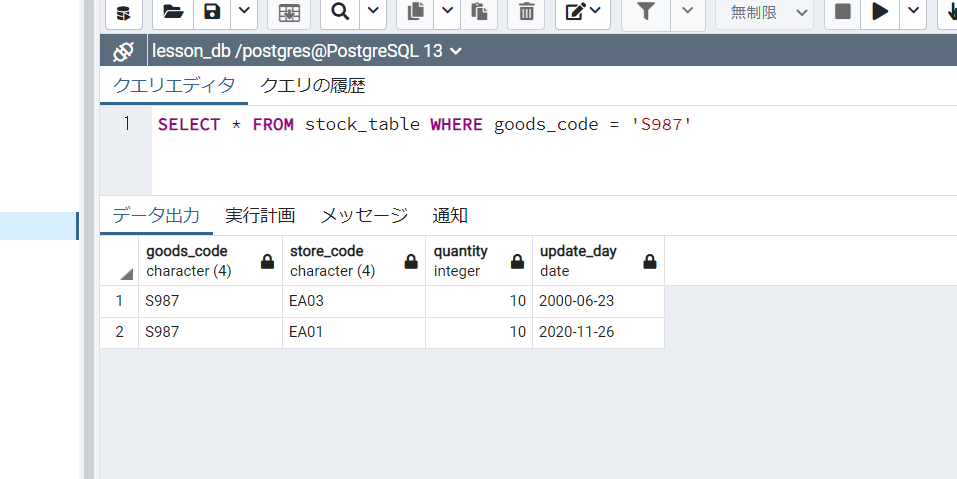 無制限
lesson_db /postgres@PostgreSQL 13
クエリエディタ クエリの履歴
1 SELECT * FROM stock_table WHERE goods_code = 'S987'
データ出力 実行計画 メッセージ 通知
goods_code store_code quantity update_day
character (4) character (4) integer date
1 S987 EA03 10 2000-06-23
2 S987 EA01 10 2020-11-26